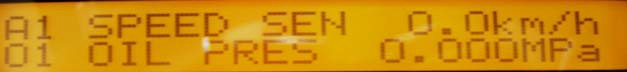 A1 SPEED SEN 0.0km/h
01 OIL PRES 0.000MPa